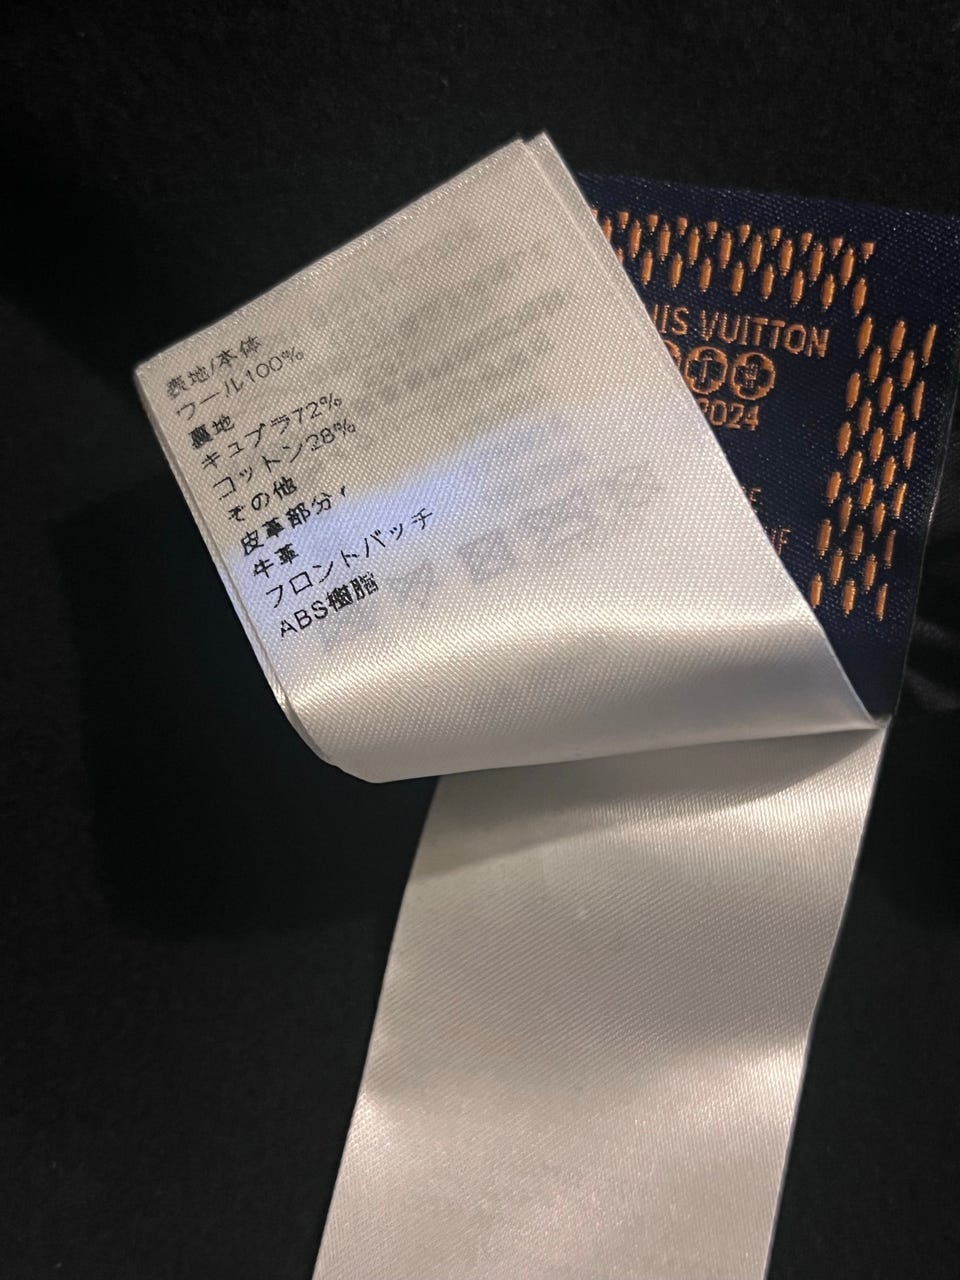 表地/本体
ウール100%
裏地
キュプラ72%
コットン28%
その他
皮革部分
牛革
フロントパッチ
ABS樹脂
UIS VUITTON
2024